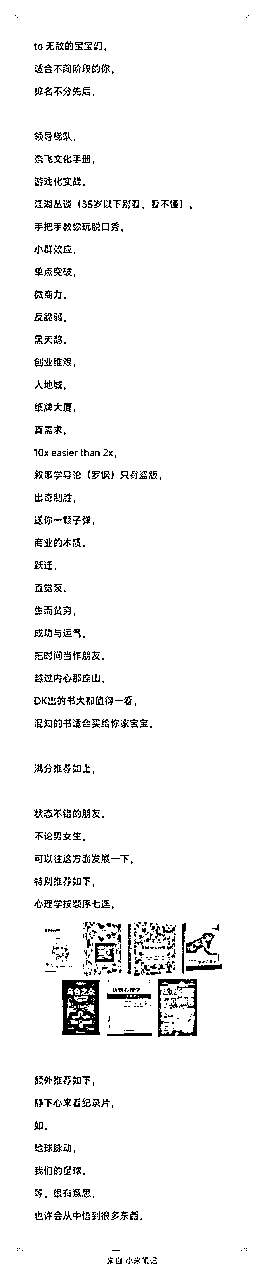 to 无敌的宝宝们，
适合不同阶段的你，
排名不分先后，
领导梯队，
奈飞文化手册，
游戏化实战，
江湖丛谈（35岁以下别看，看不懂），
手把手教你玩脱口秀，
小群效应，
单点突破，
微商力，
反脆弱，
黑天鹅，
创业维艰，
人地城，
纸牌大厦，
真需求，
10x easier than 2x，
叙事学导论（罗钢）只有盗版，
出奇制胜，
送你一颗子弹，
商业的本质，
跃迁，
直觉泵，
生而贫穷，
成功与运气，
把时间当作朋友，
越过内心那座山，
DK出的书大都值得一看，
混知的书适合买给你家宝宝，
满分推荐如上，
状态不错的朋友，
不论男女生，
可以往这方面发展一下，
特别推荐如下，
心理学按顺序七连，
乌合之众
额外推荐如下，
静下心来看纪录片，
如，
地球脉动，
我们的星球，
等，很有意思，
也许会从中悟到很多东西。
来自 小米笔记